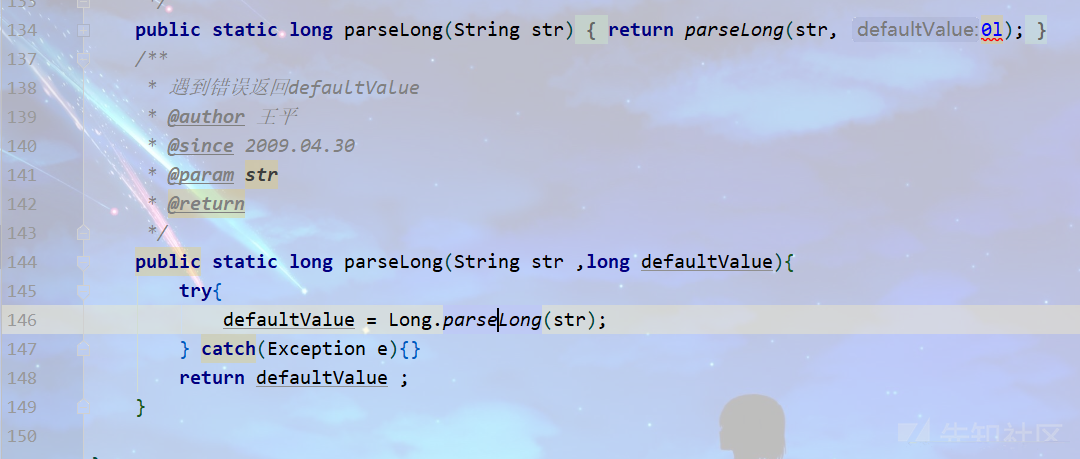 */
134 public static long parseLong(String str) { return parseLong(str, defaultValue: 0l); }
137 /**
138 * 遇到错误返回defaultValue
139 * @author 王平
140 * @since 2009.04.30
141 * @param str
142 * @return
143 */
144 public static long parseLong(String str ,long defaultValue){
145 try{
146 defaultValue = Long.parseLong(str);
147 } catch(Exception e){}
148 return defaultValue ;
149 }
150
先知社区